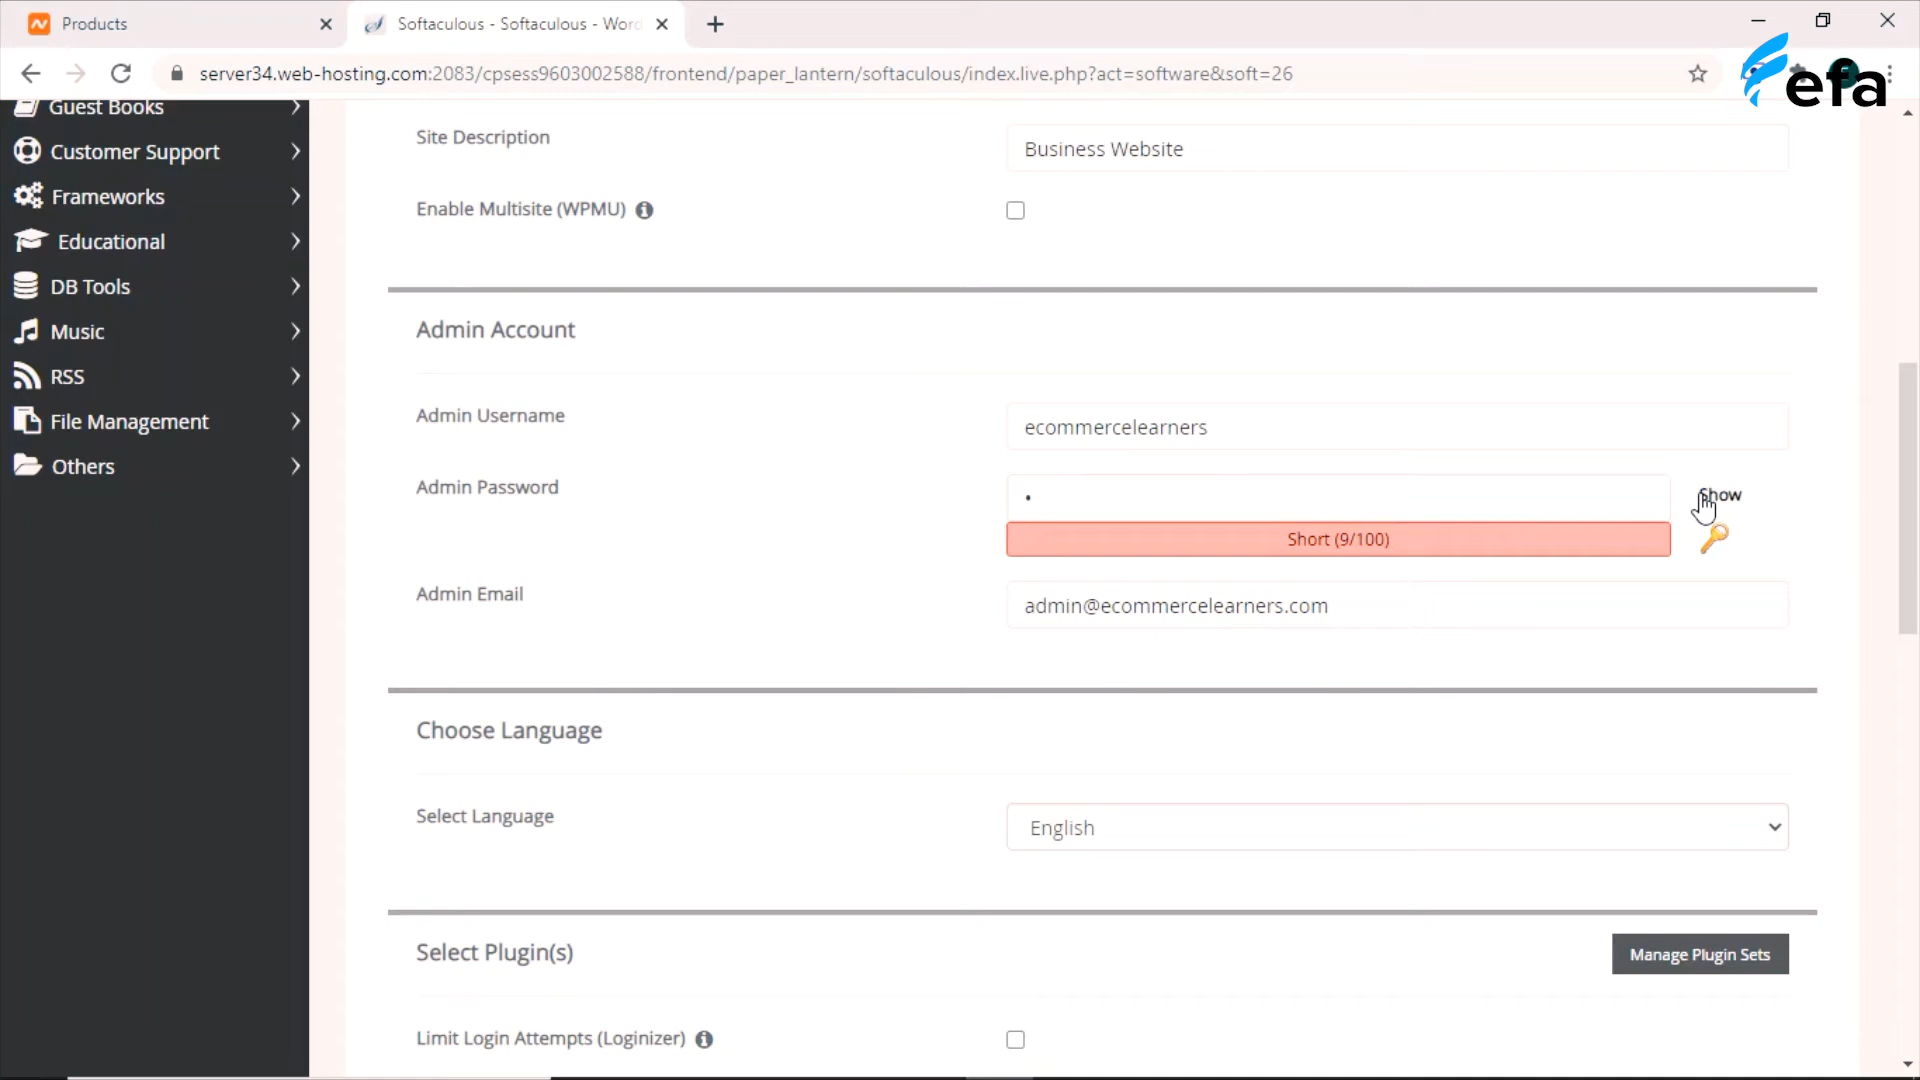 Products
Softaculous - Softaculous - Word
server34.web-hosting.com:2083/cpsess9603002588/frontend/paper_lantern/softaculous/index.live.php?act=software&soft=26
efa
Guest Books
Customer Support
Frameworks
Educational
DB Tools
Music
RSS
File Management
Others
Site Description
Business Website
Enable Multisite (WPMU)
Admin Account
Admin Username
ecommercelearners
Admin Password
Show
Short (9/100)
Admin Email
admin@ecommercelearners.com
Choose Language
Select Language
English
Select Plugin(s)
Manage Plugin Sets
Limit Login Attempts (Loginizer)